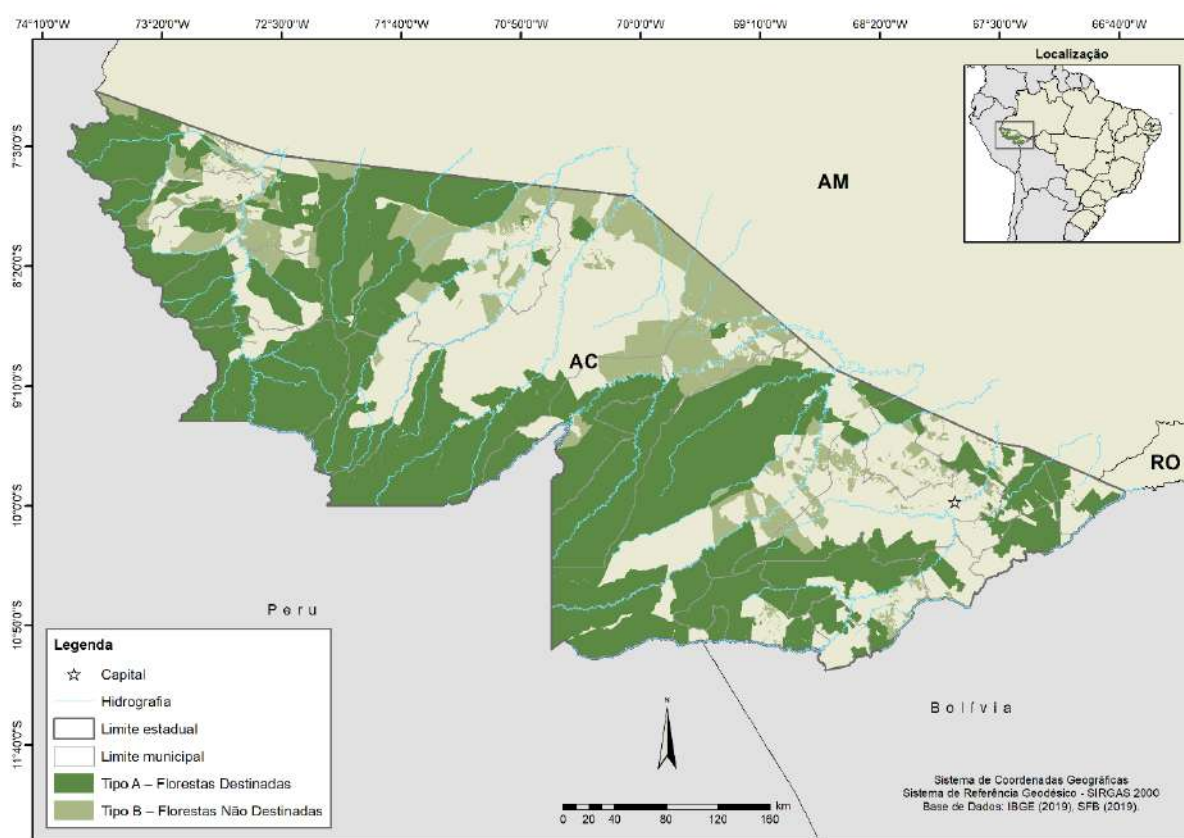 74°10'0"W 73°20'0"W 72°30'0"W 71°40'0"W 70°50'0"W 70°0'0"W 69°10'0"W 68°20'0"W 67°30'0"W 66°40'0"W
Localização
7°30'0"S
AM
8°20'0"S
AC
9°10'0"S
RO
10°0'0"S
Peru
10°50'0"S
Legenda
Capital
Hidrografia
Limite estadual
Limite municipal
Tipo A – Florestas Destinadas
Tipo B – Florestas Não Destinadas
11°40'0"S
N
Bolívia
km
0 20 40 80 120 160
Sistema de Coordenadas Geográficas
Sistema de Referência Geodésico - SIRGAS 2000
Base de Dados: IBGE (2019), SFB (2019).